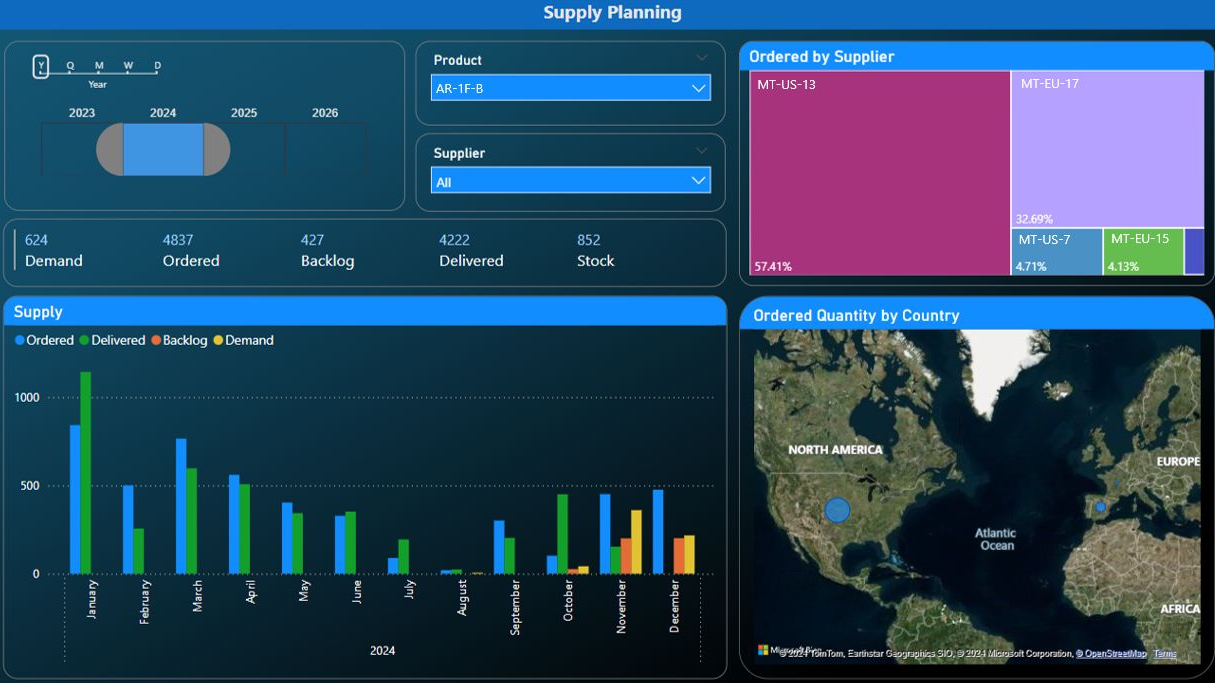 Supply Planning
Y Q M W D
Year
2023 2024 2025 2026
Product
AR-1F-B
Supplier
All
624 4837 427 4222 852
Demand Ordered Backlog Delivered Stock
Ordered by Supplier
MT-US-13
57.41%
MT-EU-17
32.69%
MT-US-7
4.71%
MT-EU-15
4.13%
Supply
Ordered Delivered Backlog Demand
1000
500
0
January
February
March
April
May
June
July
August
September
October
November
December
2024
Ordered Quantity by Country
NORTH AMERICA
EUROPE
Atlantic
Ocean
AFRICA
© 2024 TomTom, Earthstar Geographics SIO, © 2024 Microsoft Corporation, © OpenStreetMap Terms